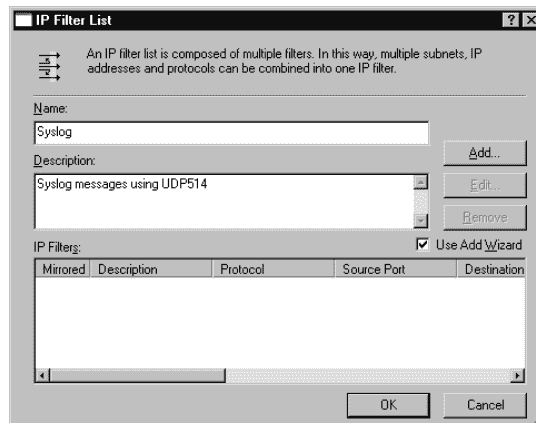 IP Filter List
An IP filter list is composed of multiple filters. In this way, multiple subnets, IP
addresses and protocols can be combined into one IP filter.
Name:
Syslog
Add...
Description:
Syslog messages using UDP514
Edit...
Remove
IP Filters:
Use Add Wizard
Mirrored Description Protocol Source Port Destination
OK Cancel